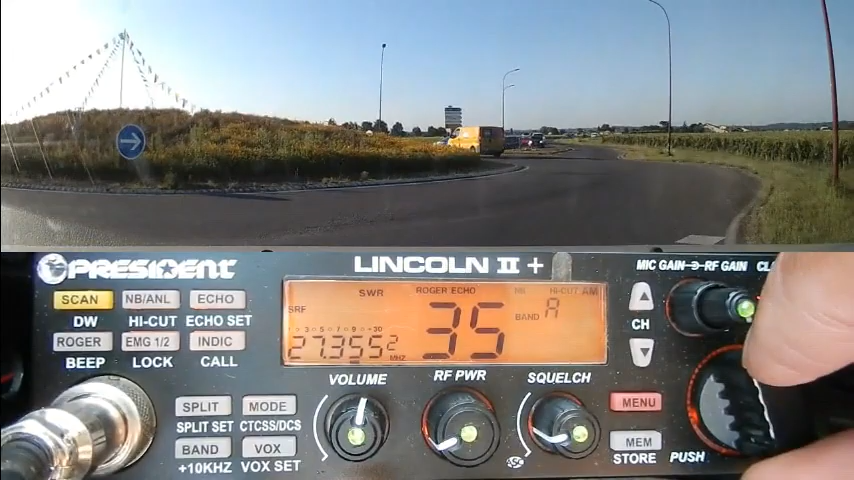 PRESIDENT
LINCOLN II +
MIC GAIN RF GAIN CL
SCAN
DW
NB/ANL
HI-CUT
ECHO
ECHO SET
ROGER
BEEP
EMG 1/2
LOCK
INDIC
CALL
SWR ROGER ECHO HI-CUT AM
SRF
BAND A
35
27.3552 MHZ
CH
SPLIT
SPLIT SET
BAND
+10KHZ
MODE
CTCSS/DCS
VOX
VOX SET
VOLUME
RF PWR
SQUELCH
ASC
MENU
MEM
STORE
PUSH